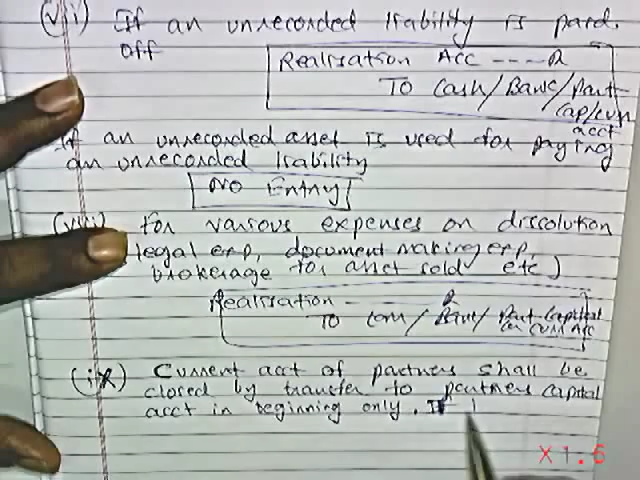 (vii) If an unrecorded liability is paid.
off
Realisation Acc ---- Dr
TO Cash/Bank/Part
Cap/curr
acct
If an unrecorded asset is used for paying
an unrecorded liability
NO Entry
(viii) for various expenses on dissolution
legal exp, document making exp,
brokerage for asset sold etc)
Realisation ---- Dr
TO Cash/Bank/Part. Capital
or curr Acc
(ix) Current acct of partners shall be
closed by transfer to partners capital
acct in beginning only. If
X1.6